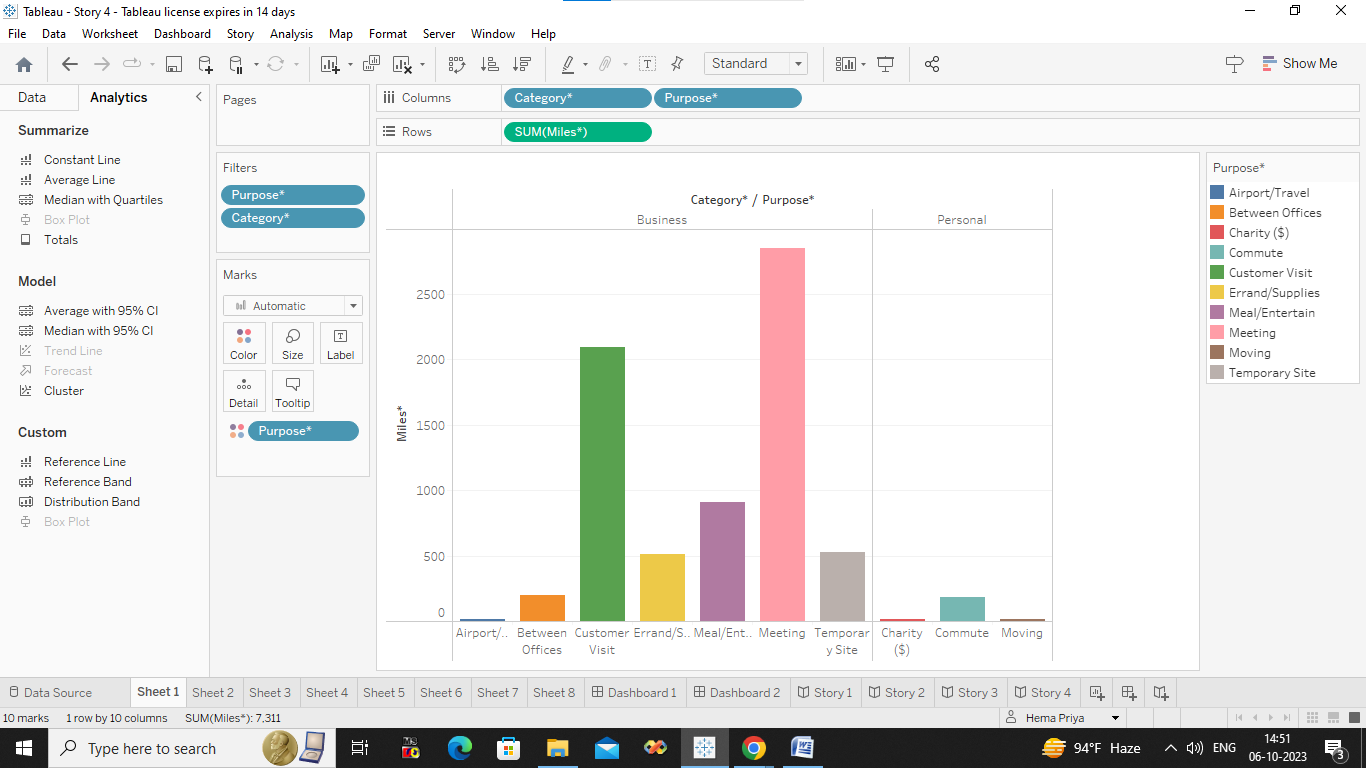 Tableau - Story 4 - Tableau license expires in 14 days
File Data Worksheet Dashboard Story Analysis Map Format Server Window Help
Standard
Show Me
Data Analytics
Summarize
Constant Line
Average Line
Median with Quartiles
Box Plot
Totals
Model
Average with 95% CI
Median with 95% CI
Trend Line
Forecast
Cluster
Custom
Reference Line
Reference Band
Distribution Band
Box Plot
Pages
Filters
Purpose*
Category*
Marks
Automatic
Color Size Label
Detail Tooltip
Purpose*
Columns Category* Purpose*
Rows SUM(Miles*)
Category* / Purpose*
Business Personal
Miles*
2500
2000
1500
1000
500
0
Airport/.. Between Offices Customer Visit Errand/S.. Meal/Ent.. Meeting Temporary Site Charity ($) Commute Moving
Purpose*
Airport/Travel
Between Offices
Charity ($)
Commute
Customer Visit
Errand/Supplies
Meal/Entertain
Meeting
Moving
Temporary Site
Data Source Sheet 1 Sheet 2 Sheet 3 Sheet 4 Sheet 5 Sheet 6 Sheet 7 Sheet 8 Dashboard 1 Dashboard 2 Story 1 Story 2 Story 3 Story 4
10 marks 1 row by 10 columns SUM(Miles*): 7,311 Hema Priya
Type here to search
94°F Haze ENG
14:51
06-10-2023
3